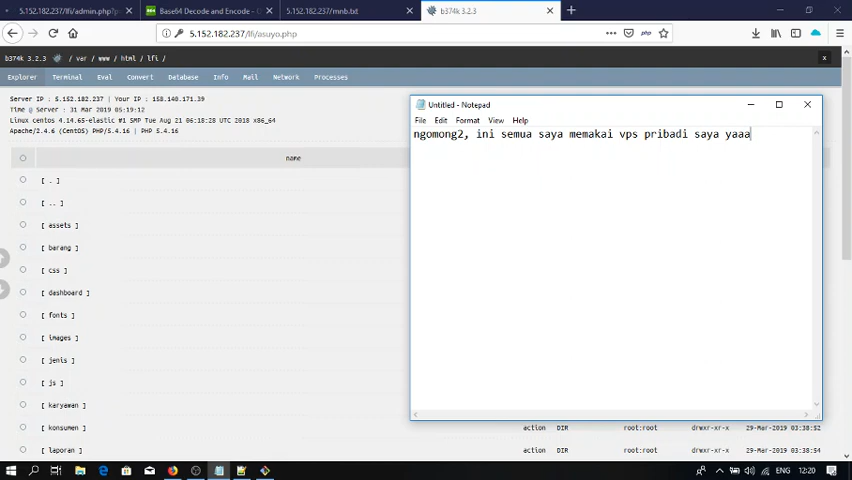 5.152.182.237/lfi/admin.php?p=
Base64 Decode and Encode - O
5.152.182.237/mnb.txt
b374k 3.2.3
5.152.182.237/lfi/asuyo.php
php
b374k 3.2.3 / var / www / html / lfi /
x
Explorer Terminal Eval Convert Database Info Mail Network Processes
Server IP : 5.152.182.237 | Your IP : 158.140.171.39
Time @ Server : 31 Mar 2019 05:19:12
Linux centos 4.14.65-elastic #1 SMP Tue Aug 21 06:18:28 UTC 2018 x86_64
Apache/2.4.6 (CentOS) PHP/5.4.16 | PHP 5.4.16
name
[ . ]
[ .. ]
[ assets ]
[ barang ]
[ css ]
[ dashboard ]
[ fonts ]
[ images ]
[ jenis ]
[ js ]
[ karyawan ]
[ konsumen ] action DIR root:root drwxr-xr-x 29-Mar-2019 03:38:52
[ laporan ] action DIR root:root drwxr-xr-x 29-Mar-2019 03:38:54
Untitled - Notepad
File Edit Format View Help
ngomong2, ini semua saya memakai vps pribadi saya yaaa
ENG 12:20